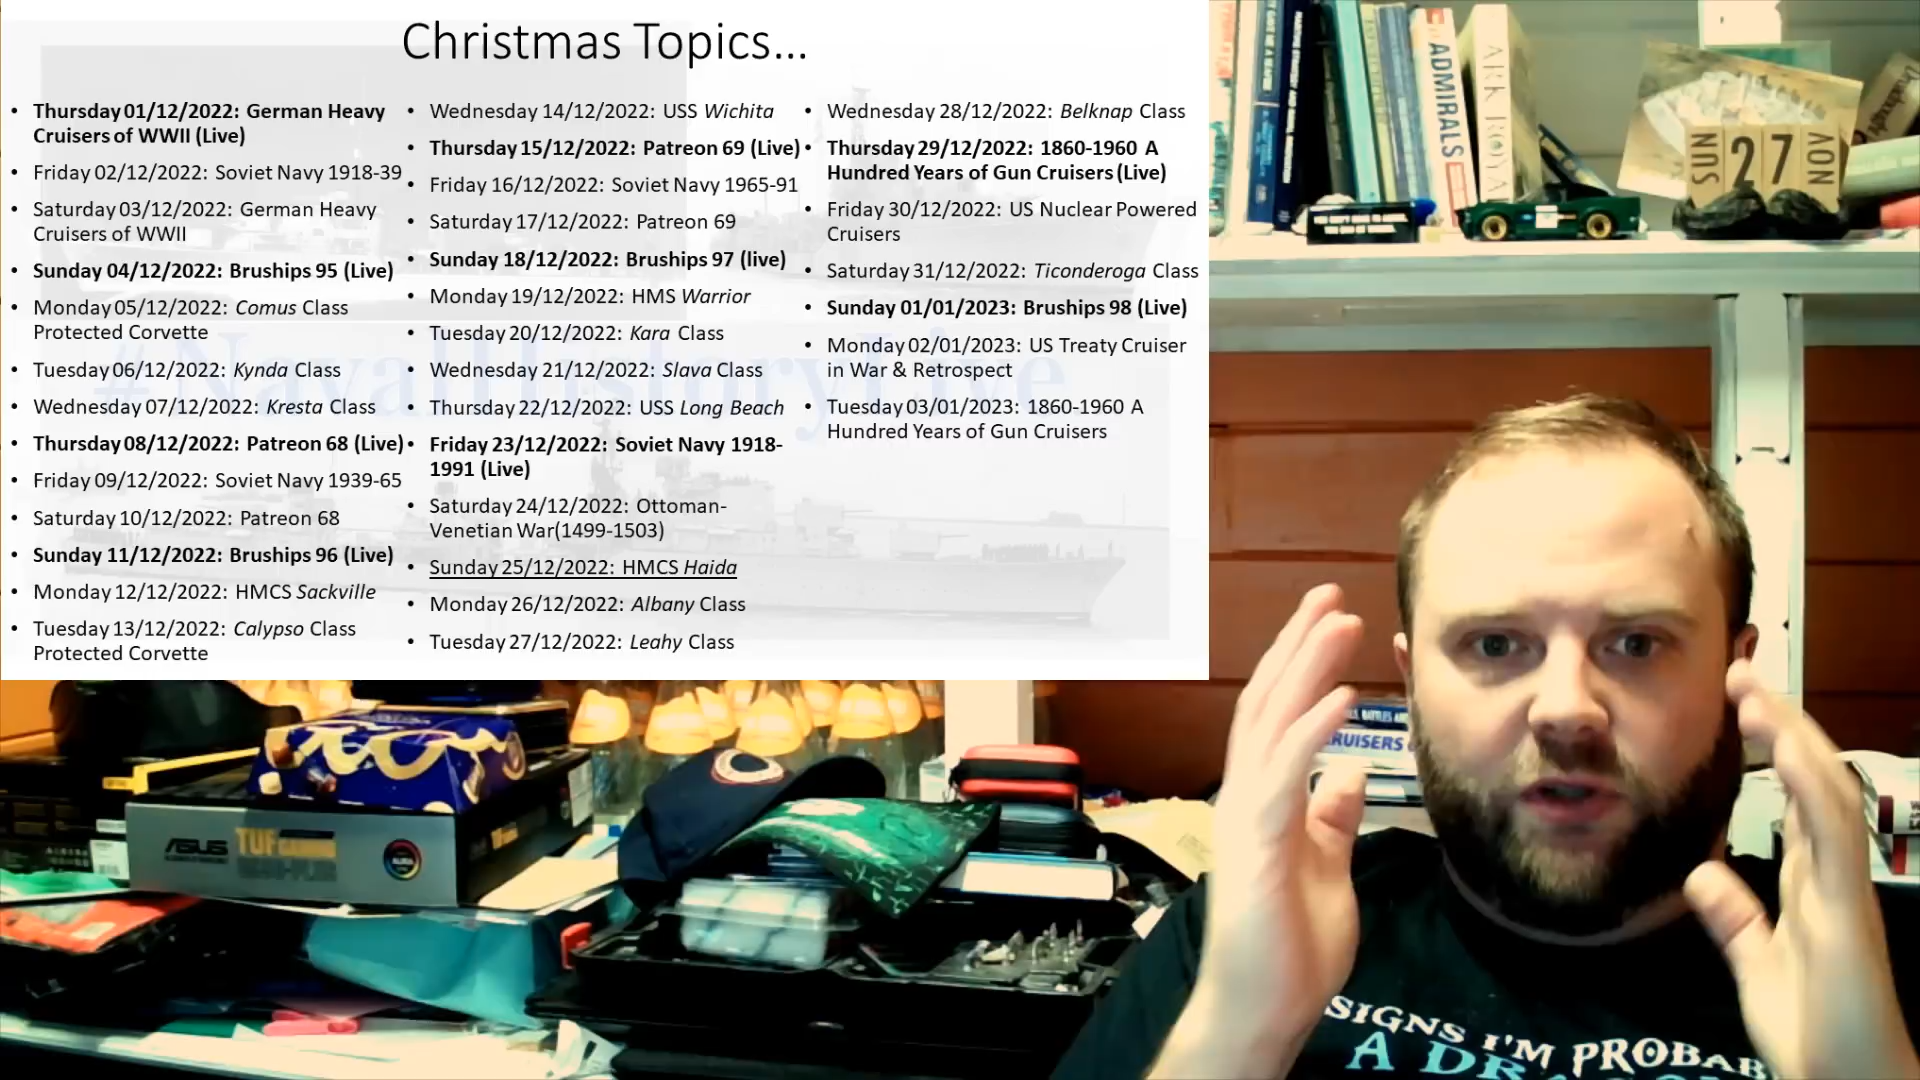 Christmas Topics...
• Thursday 01/12/2022: German Heavy
Cruisers of WWII (Live)
• Friday 02/12/2022: Soviet Navy 1918-39
• Saturday 03/12/2022: German Heavy
Cruisers of WWII
• Sunday 04/12/2022: Bruships 95 (Live)
• Monday 05/12/2022: Comus Class
Protected Corvette
• Tuesday 06/12/2022: Kynda Class
• Wednesday 07/12/2022: Kresta Class
• Thursday 08/12/2022: Patreon 68 (Live)
• Friday 09/12/2022: Soviet Navy 1939-65
• Saturday 10/12/2022: Patreon 68
• Sunday 11/12/2022: Bruships 96 (Live)
• Monday 12/12/2022: HMCS Sackville
• Tuesday 13/12/2022: Calypso Class
Protected Corvette
• Wednesday 14/12/2022: USS Wichita
• Thursday 15/12/2022: Patreon 69 (Live)
• Friday 16/12/2022: Soviet Navy 1965-91
• Saturday 17/12/2022: Patreon 69
• Sunday 18/12/2022: Bruships 97 (live)
• Monday 19/12/2022: HMS Warrior
• Tuesday 20/12/2022: Kara Class
• Wednesday 21/12/2022: Slava Class
• Thursday 22/12/2022: USS Long Beach
• Friday 23/12/2022: Soviet Navy 1918-
1991 (Live)
• Saturday 24/12/2022: Ottoman-
Venetian War(1499-1503)
• Sunday 25/12/2022: HMCS Haida
• Monday 26/12/2022: Albany Class
• Tuesday 27/12/2022: Leahy Class
• Wednesday 28/12/2022: Belknap Class
• Thursday 29/12/2022: 1860-1960 A
Hundred Years of Gun Cruisers (Live)
• Friday 30/12/2022: US Nuclear Powered
Cruisers
• Saturday 31/12/2022: Ticonderoga Class
• Sunday 01/01/2023: Bruships 98 (Live)
• Monday 02/01/2023: US Treaty Cruiser
in War & Retrospect
• Tuesday 03/01/2023: 1860-1960 A
Hundred Years of Gun Cruisers
#NavalHistoryLive
ADMIRALS
ARK ROYAL
SUN 27 NOV
BATTLES AND
CRUISERS
ASUS
TUF GAMING
SIGNS I'M PROBAB
A DRA